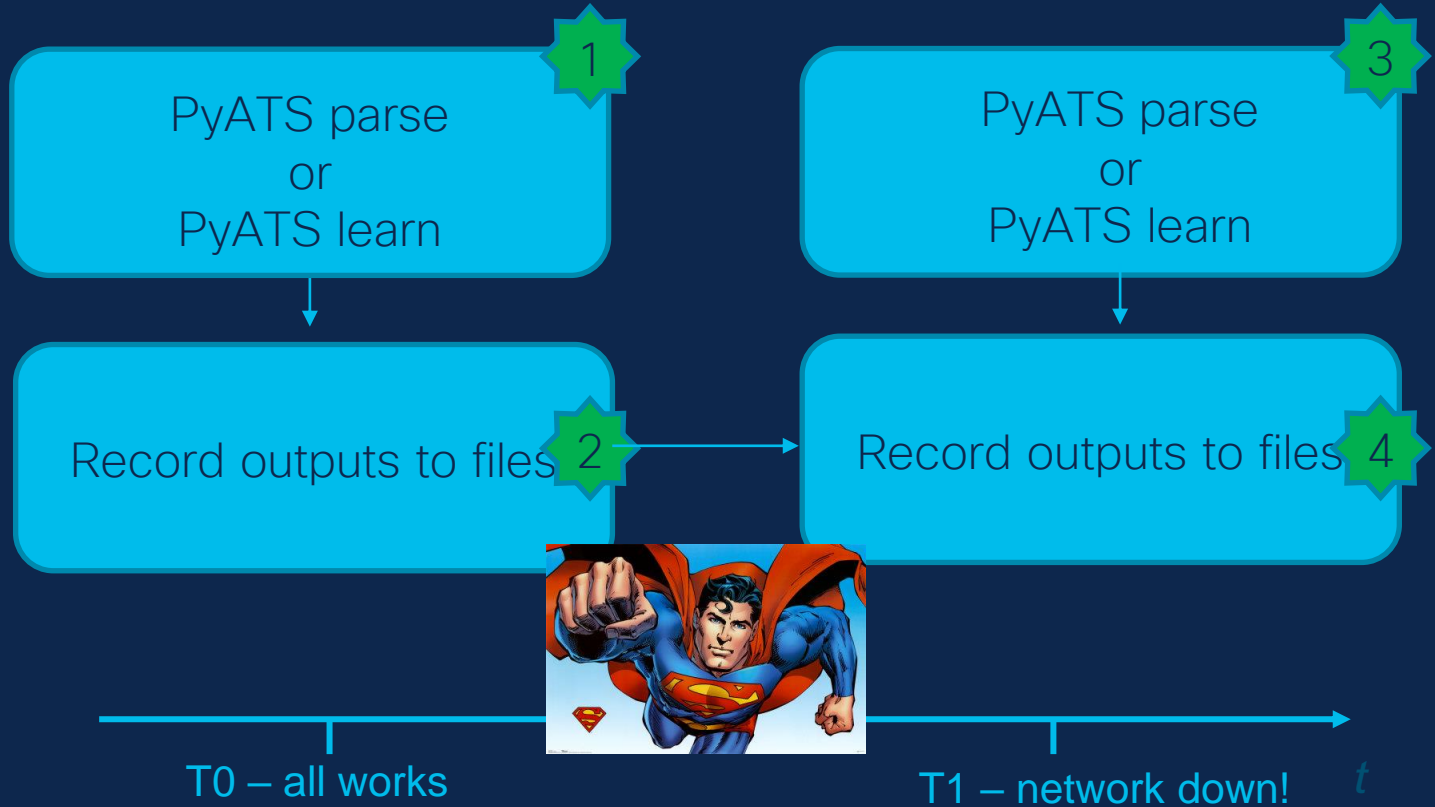 1
PyATS parse
or
PyATS learn
3
PyATS parse
or
PyATS learn
Record outputs to files
2
Record outputs to files
4
S
T0 – all works
T1 – network down!
t